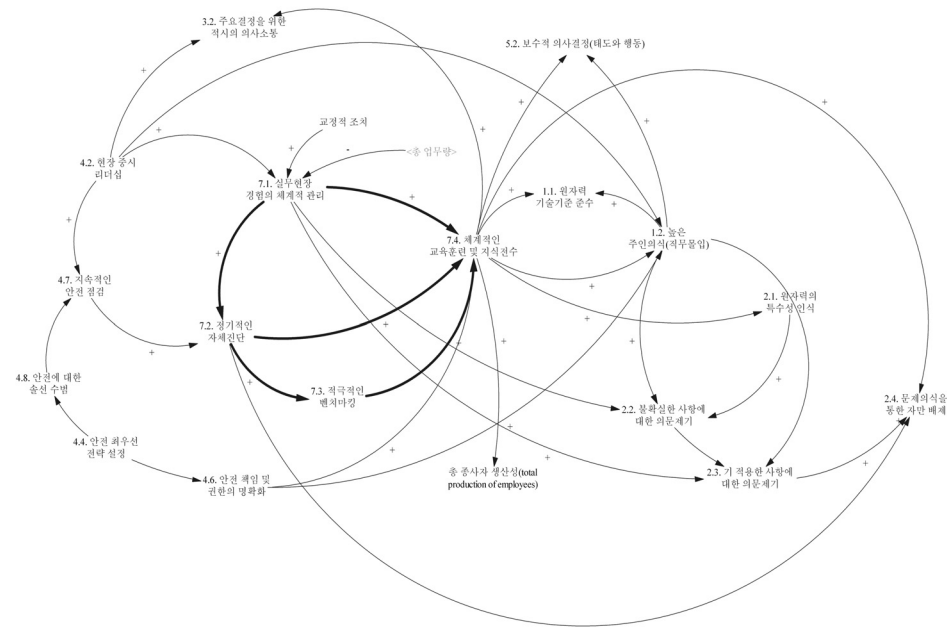 3.2. 주요결정을 위한
적시의 의사소통
5.2. 보수적 의사결정(태도와 행동)
+
+
+
+
+
교정적 조치
+
+
+
-
<총 업무량>
4.2. 현장 중시
리더십
+
7.1. 실무현장
경험의 체계적 관리
+
+
1.1. 원자력
기술기준 준수
+
+
1.2. 높은
주인의식(직무몰입)
7.4. 체계적인
교육훈련 및 지식전수
+
+
+
4.7. 지속적인
안전 점검
+
2.1. 원자력의
특수성 인식
7.2. 정기적인
자체진단
+
+
+
+
+
4.8. 안전에 대한
솔선 수범
+
+
7.3. 적극적인
벤치마킹
+
2.2. 불확실한 사항에
대한 의문제기
2.4. 문제의식을
통한 자만 배제
+
4.4. 안전 최우선
전략 설정
+
+
+
+
4.6. 안전 책임 및
권한의 명확화
총 종사자 생산성(total
production of employees)
2.3. 기 적용한 사항에
대한 의문제기
+
+